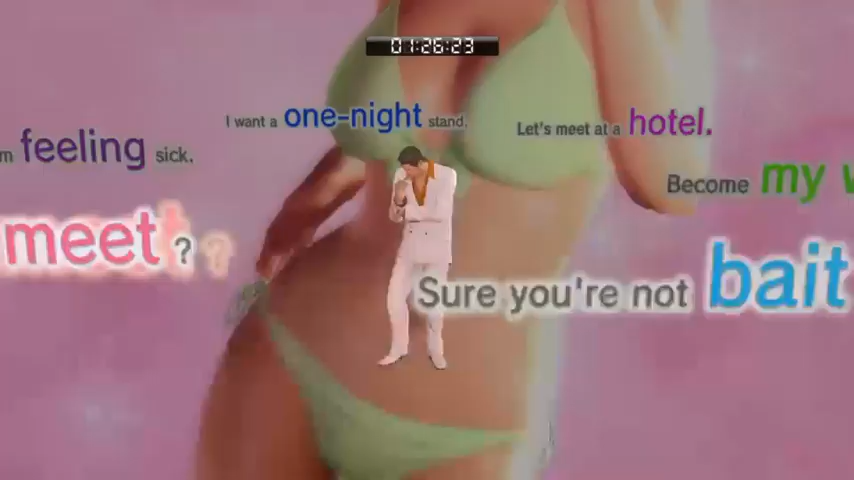 01:26:23
I want a one-night stand.
Let's meet at a hotel.
m feeling sick.
Become my
meet ? ?
Sure you're not bait